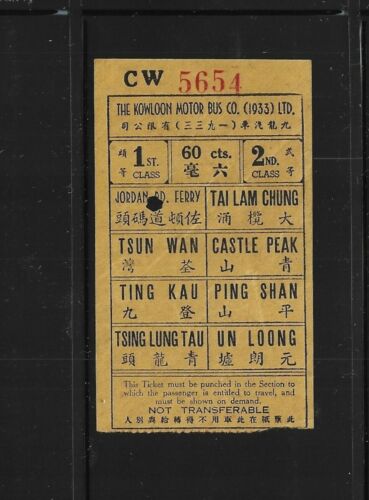 CW 5654
THE KOWLOON MOTOR BUS CO. (1933) LTD.
九龍汽車(一九三三)有限公司
頭等 1ST. CLASS
60 cts.
六毫
2ND. CLASS 弍等
JORDAN RD. FERRY
佐頓道碼頭
TAI LAM CHUNG
大欖涌
TSUN WAN
荃灣
CASTLE PEAK
青山
TING KAU
登九
PING SHAN
平山
TSING LUNG TAU
青龍頭
UN LOONG
元朗墟
This Ticket must be punched in the Section to
which the passenger is entitled to travel, and
must be shown on demand.
NOT TRANSFERABLE
此票祗在此車用不得轉給與別人